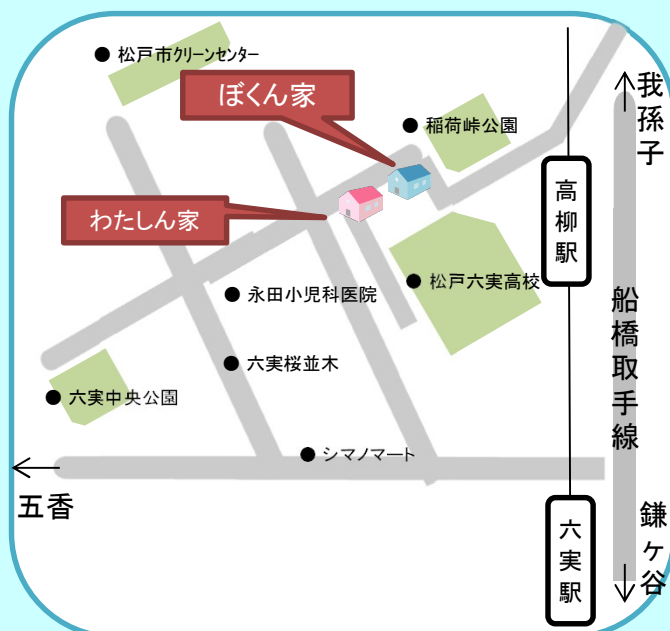 松戸市クリーンセンター
ぼくん家
稲荷峠公園
我孫子
高柳駅
わたしん家
松戸六実高校
永田小児科医院
船橋取手線
六実桜並木
六実中央公園
シマノマート
五香
六実駅
鎌ヶ谷